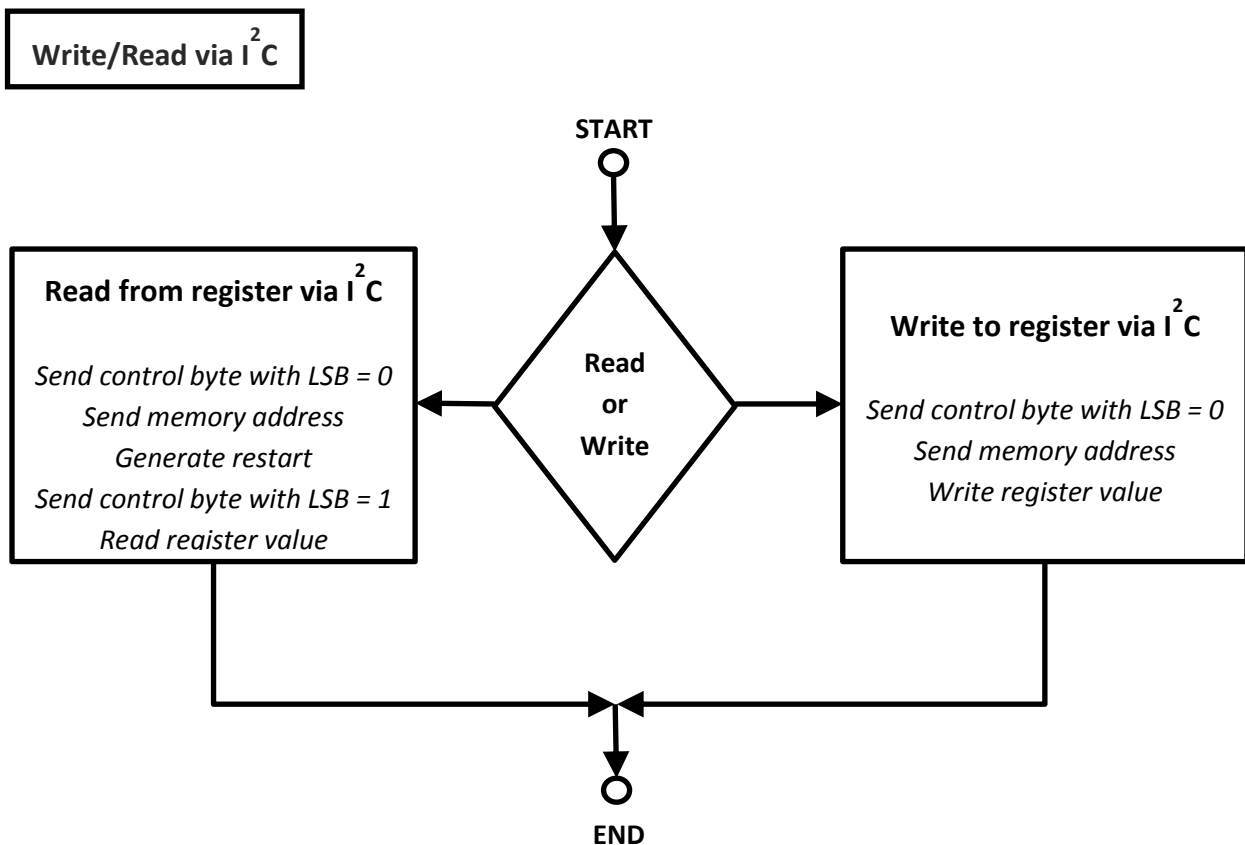 Write/Read via I²C
START
Read from register via I²C
Send control byte with LSB = 0
Send memory address
Generate restart
Send control byte with LSB = 1
Read register value
Read
or
Write
Write to register via I²C
Send control byte with LSB = 0
Send memory address
Write register value
END